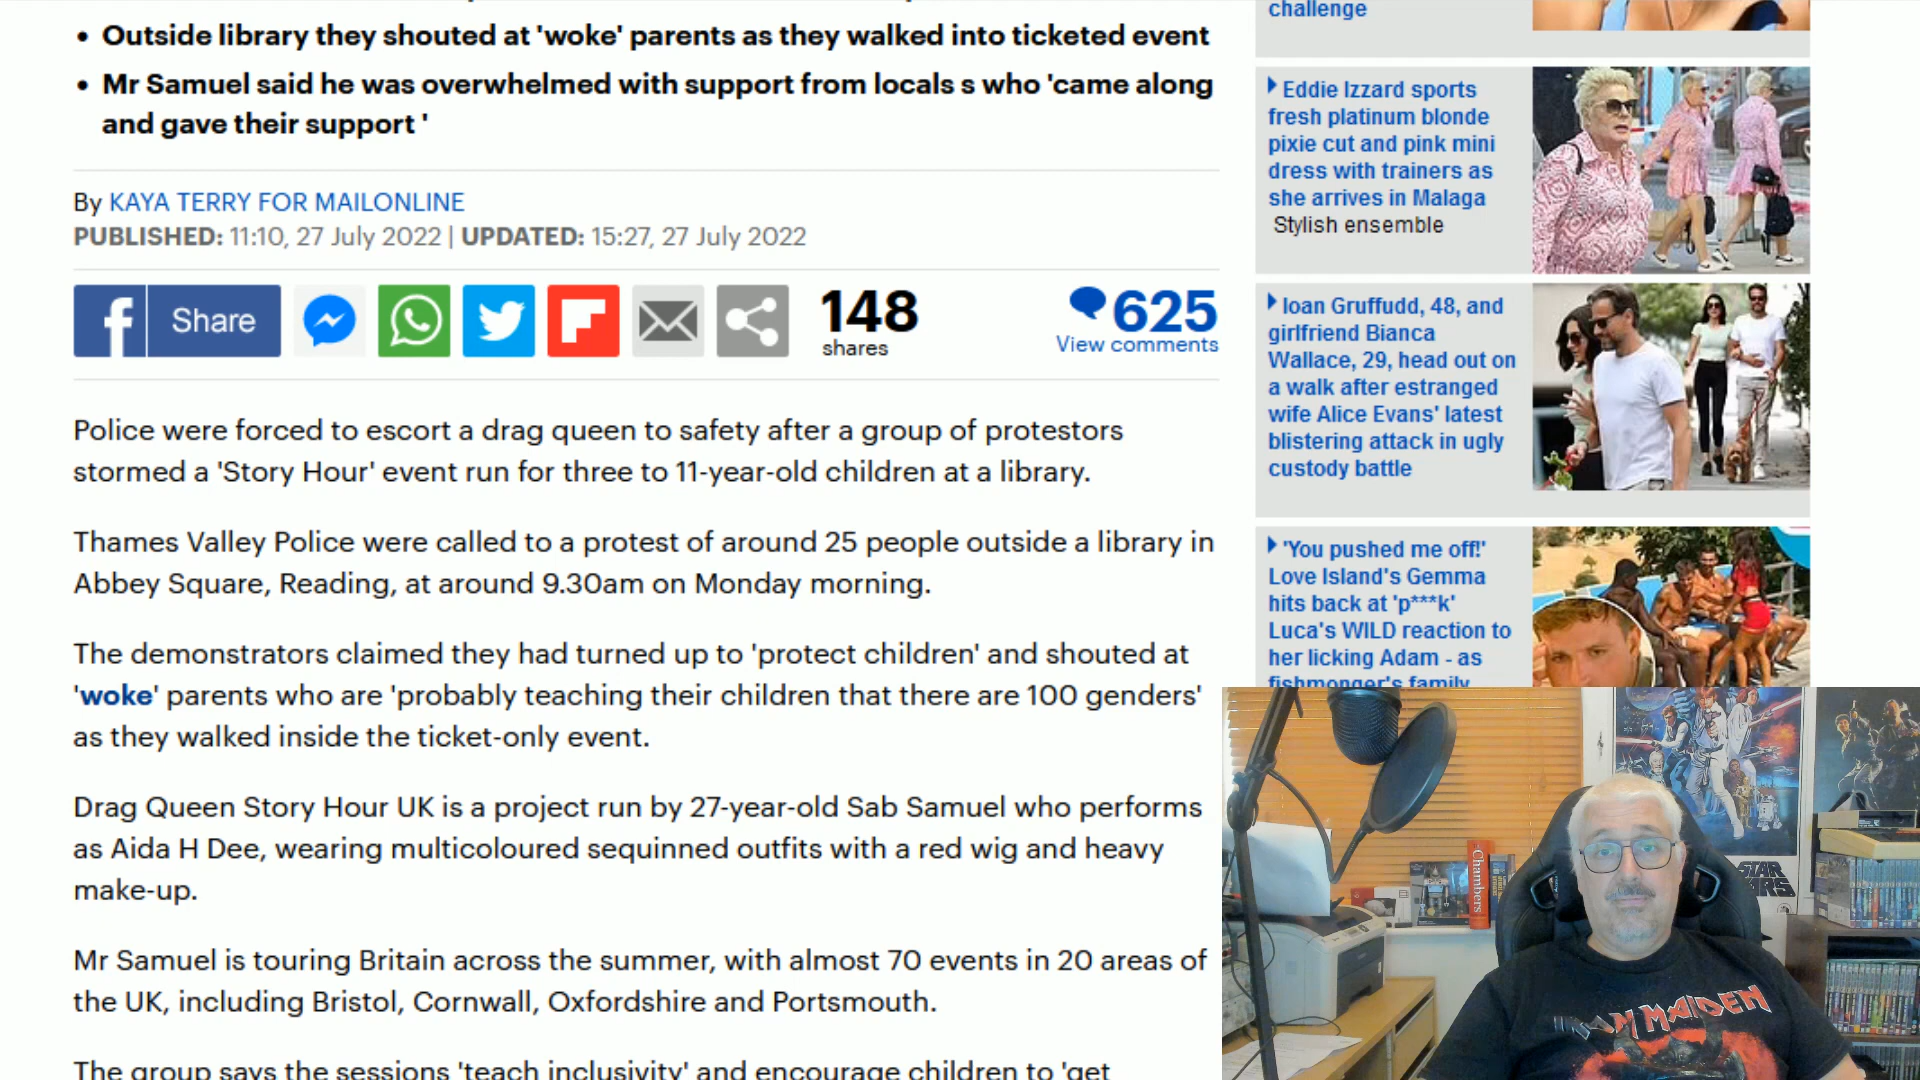 Outside library they shouted at 'woke' parents as they walked into ticketed event
Mr Samuel said he was overwhelmed with support from locals s who 'came along
and gave their support '
By KAYA TERRY FOR MAILONLINE
PUBLISHED: 11:10, 27 July 2022 | UPDATED: 15:27, 27 July 2022
Share
148
shares
625
View comments
Police were forced to escort a drag queen to safety after a group of protestors
stormed a 'Story Hour' event run for three to 11-year-old children at a library.
Thames Valley Police were called to a protest of around 25 people outside a library in
Abbey Square, Reading, at around 9.30am on Monday morning.
The demonstrators claimed they had turned up to 'protect children' and shouted at
'woke' parents who are 'probably teaching their children that there are 100 genders'
as they walked inside the ticket-only event.
Drag Queen Story Hour UK is a project run by 27-year-old Sab Samuel who performs
as Aida H Dee, wearing multicoloured sequinned outfits with a red wig and heavy
make-up.
Mr Samuel is touring Britain across the summer, with almost 70 events in 20 areas of
the UK, including Bristol, Cornwall, Oxfordshire and Portsmouth.
The group says the sessions 'teach inclusivity' and encourage children to 'get
challenge
Eddie Izzard sports
fresh platinum blonde
pixie cut and pink mini
dress with trainers as
she arrives in Malaga
Stylish ensemble
Ioan Gruffudd, 48, and
girlfriend Bianca
Wallace, 29, head out on
a walk after estranged
wife Alice Evans' latest
blistering attack in ugly
custody battle
'You pushed me off!'
Love Island's Gemma
hits back at 'p***k'
Luca's WILD reaction to
her licking Adam - as
fishmonger's family
Chambers
STAR
WARS
IRON MAIDEN